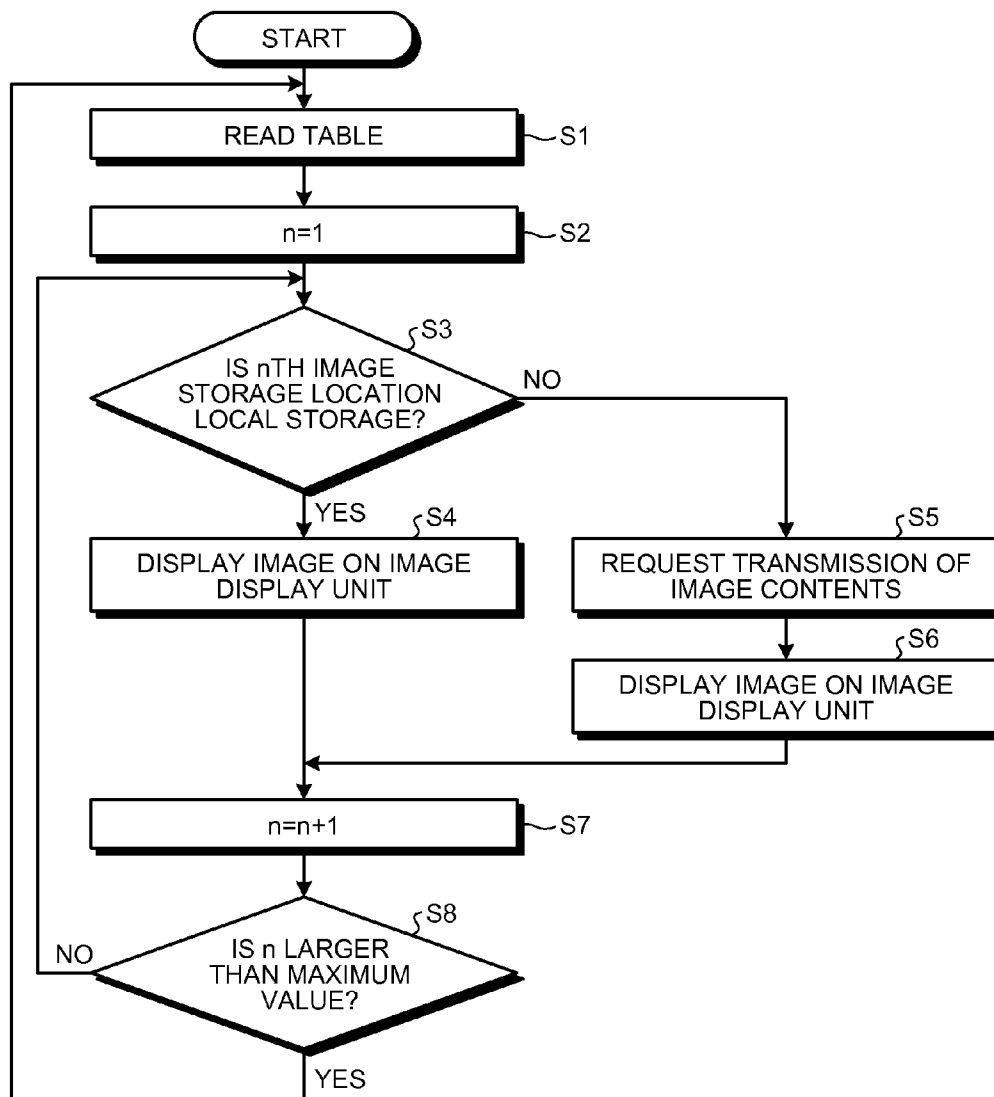 START
READ TABLE
S1
n=1
S2
S3
IS nTH IMAGE
STORAGE LOCATION
LOCAL STORAGE?
NO
YES
S4
DISPLAY IMAGE ON IMAGE
DISPLAY UNIT
S5
REQUEST TRANSMISSION OF
IMAGE CONTENTS
S6
DISPLAY IMAGE ON IMAGE
DISPLAY UNIT
n=n+1
S7
S8
IS n LARGER
THAN MAXIMUM
VALUE?
NO
YES